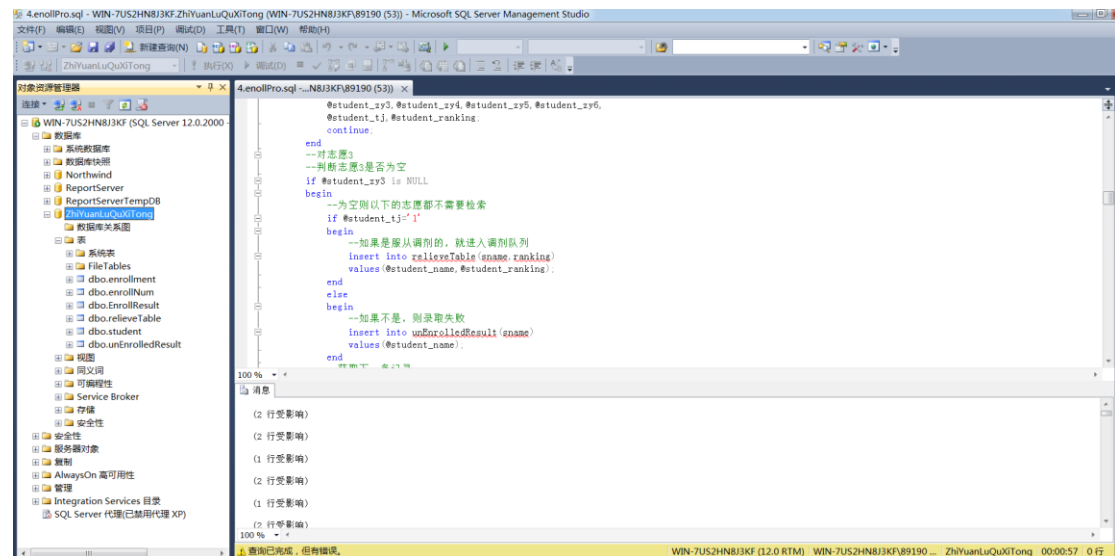 4.enollPro.sql - WIN-7US2HN8J3KF.ZhiYuanLuQuXiTong (WIN-7US2HN8J3KF\89190 (53)) - Microsoft SQL Server Management Studio
文件(F) 编辑(E) 视图(V) 项目(P) 调试(D) 工具(T) 窗口(W) 帮助(H)
新建查询(N)
ZhiYuanLuQuXiTong 执行(X) 调试(D)
对象资源管理器
连接
WIN-7US2HN8J3KF (SQL Server 12.0.2000 -
数据库
系统数据库
数据库快照
Northwind
ReportServer
ReportServerTempDB
ZhiYuanLuQuXiTong
数据库关系图
表
系统表
FileTables
dbo.enrollment
dbo.enrollNum
dbo.EnrollResult
dbo.relieveTable
dbo.student
dbo.unEnrolledResult
视图
同义词
可编程性
Service Broker
存储
安全性
安全性
服务器对象
复制
AlwaysOn 高可用性
管理
Integration Services 目录
SQL Server 代理(已禁用代理 XP)
4.enollPro.sql -...N8J3KF\89190 (53))
@student_zy3,@student_zy4,@student_zy5,@student_zy6,
@student_tj,@student_ranking;
continue;
end
--对志愿3
--判断志愿3是否为空
if @student_zy3 is NULL
begin
--为空则以下的志愿都不需要检索
if @student_tj='1'
begin
--如果是服从调剂的，就进入调剂队列
insert into relieveTable(sname,ranking)
values(@student_name,@student_ranking);
end
else
begin
--如果不是，则录取失败
insert into unEnrolledResult(sname)
values(@student_name);
end
100 %
消息
(2 行受影响)
(2 行受影响)
(1 行受影响)
(2 行受影响)
(1 行受影响)
(2 行受影响)
100 %
查询已完成，但有错误。 WIN-7US2HN8J3KF (12.0 RTM) WIN-7US2HN8J3KF\89190 ... ZhiYuanLuQuXiTong 00:00:57 0 行